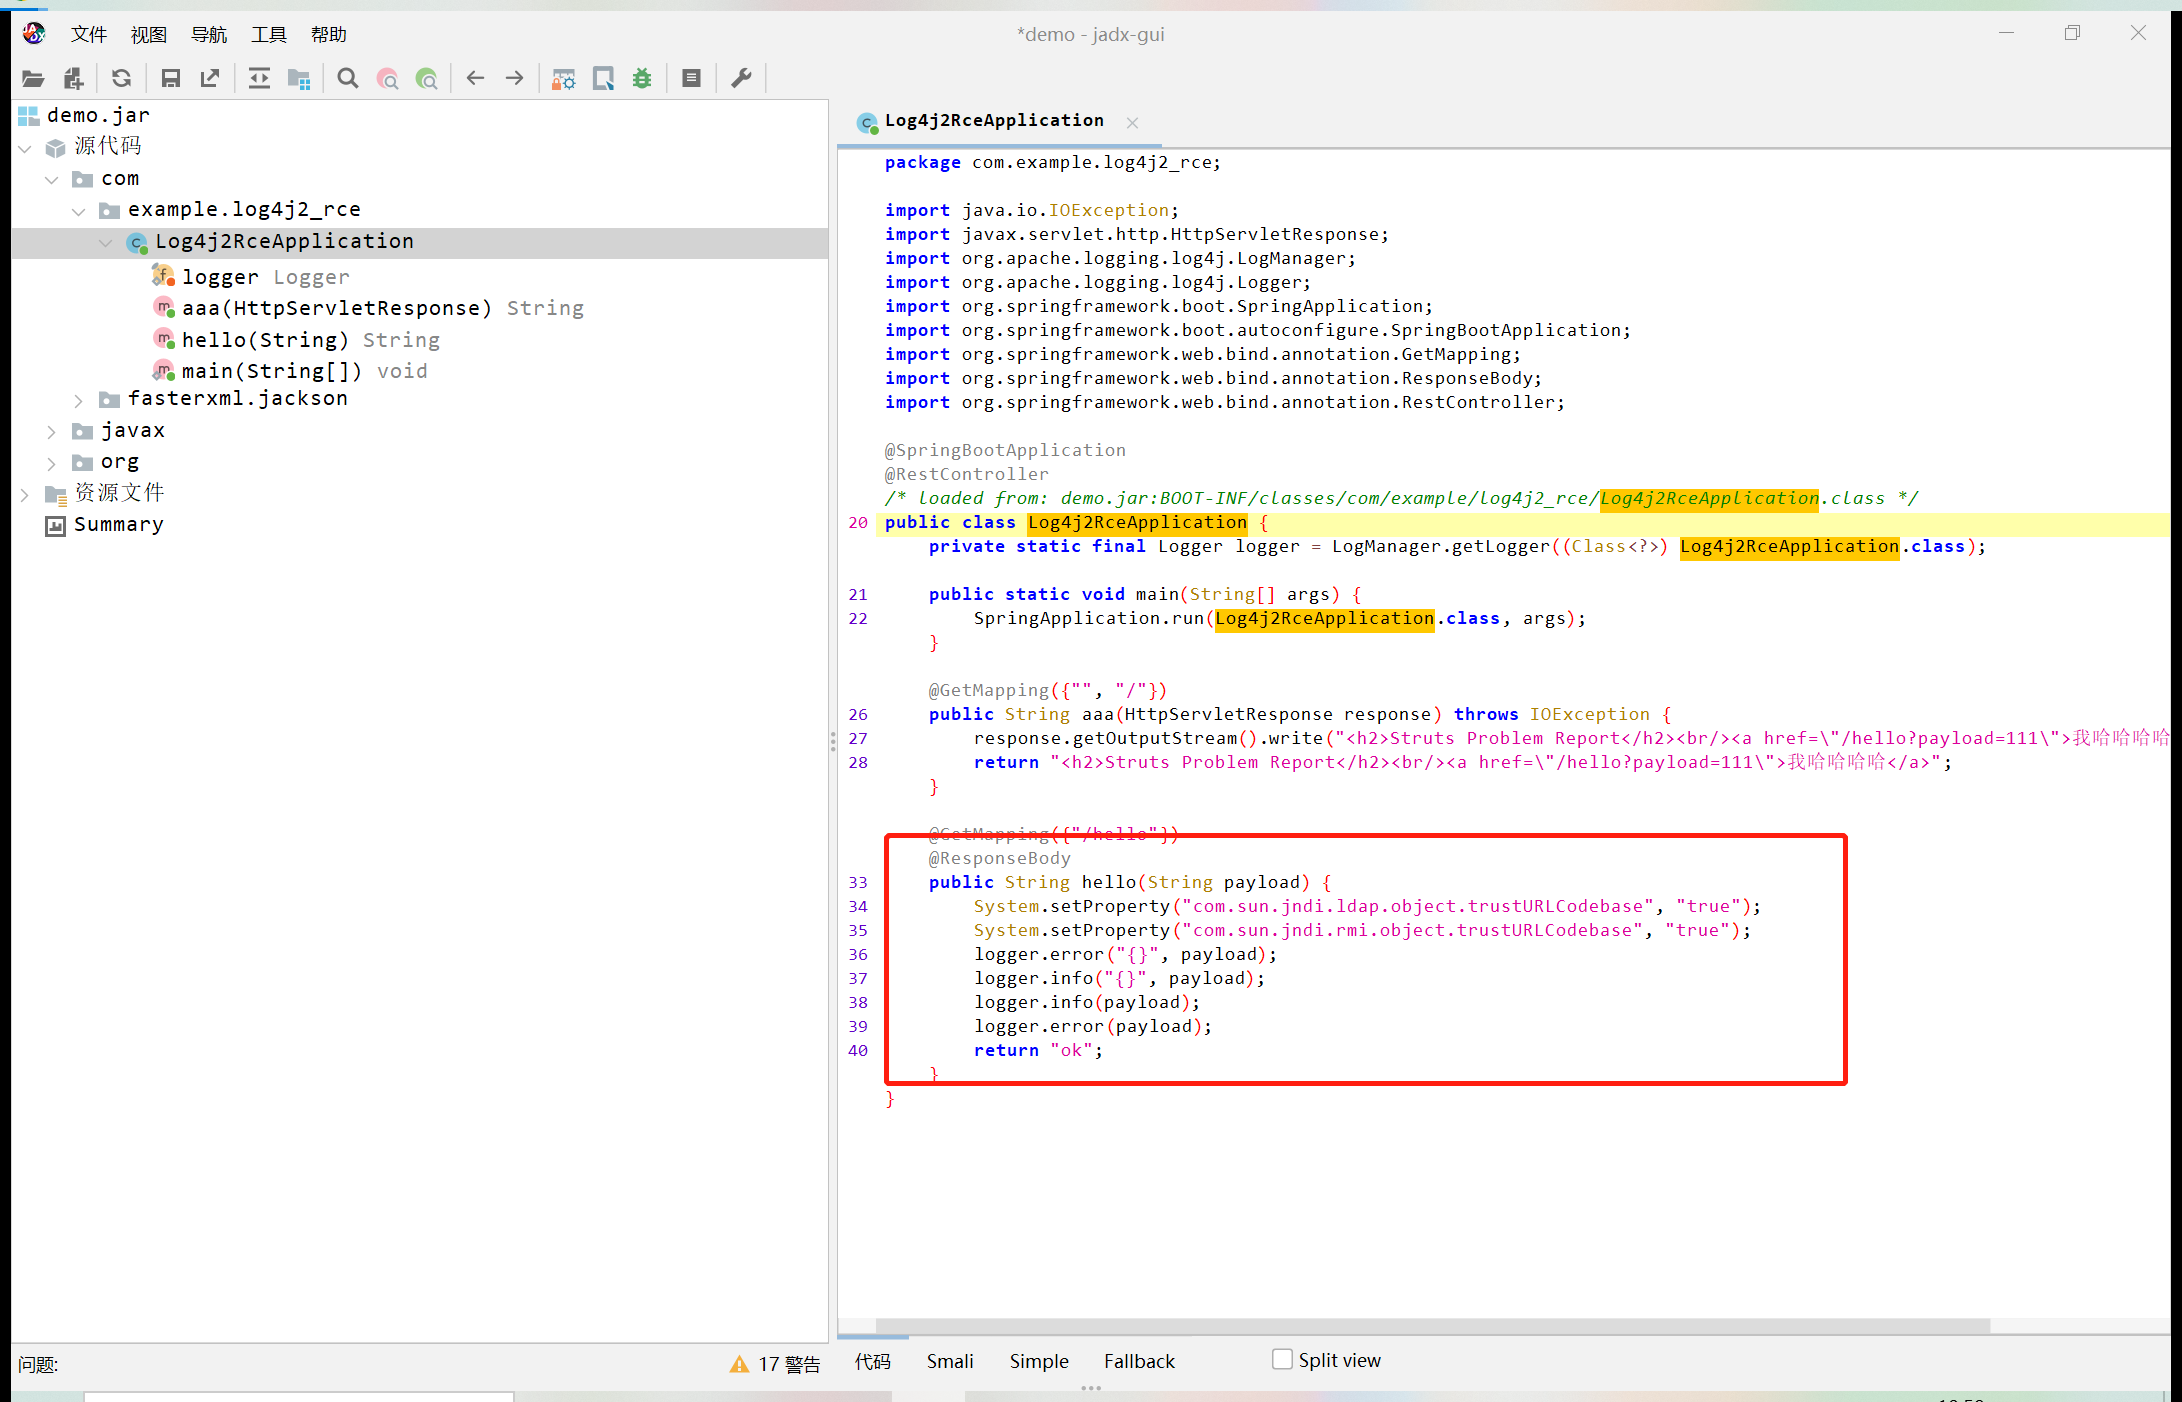 *demo - jadx-gui
文件 视图 导航 工具 帮助
demo.jar
源代码
com
example.log4j2_rce
Log4j2RceApplication
logger Logger
aaa(HttpServletResponse) String
hello(String) String
main(String[]) void
fasterxml.jackson
javax
org
资源文件
Summary
Log4j2RceApplication
package com.example.log4j2_rce;
import java.io.IOException;
import javax.servlet.http.HttpServletResponse;
import org.apache.logging.log4j.LogManager;
import org.apache.logging.log4j.Logger;
import org.springframework.boot.SpringApplication;
import org.springframework.boot.autoconfigure.SpringBootApplication;
import org.springframework.web.bind.annotation.GetMapping;
import org.springframework.web.bind.annotation.ResponseBody;
import org.springframework.web.bind.annotation.RestController;
@SpringBootApplication
@RestController
/* loaded from: demo.jar:BOOT-INF/classes/com/example/log4j2_rce/Log4j2RceApplication.class */
20 public class Log4j2RceApplication {
private static final Logger logger = LogManager.getLogger((Class<?>) Log4j2RceApplication.class);
21 public static void main(String[] args) {
22 SpringApplication.run(Log4j2RceApplication.class, args);
}
@GetMapping({"", "/"})
26 public String aaa(HttpServletResponse response) throws IOException {
27 response.getOutputStream().write("<h2>Struts Problem Report</h2><br/><a href=\"/hello?payload=111\">我哈哈哈哈
28 return "<h2>Struts Problem Report</h2><br/><a href=\"/hello?payload=111\">我哈哈哈哈</a>";
}
@GetMapping({"/hello"})
@ResponseBody
33 public String hello(String payload) {
34 System.setProperty("com.sun.jndi.ldap.object.trustURLCodebase", "true");
35 System.setProperty("com.sun.jndi.rmi.object.trustURLCodebase", "true");
36 logger.error("{}", payload);
37 logger.info("{}", payload);
38 logger.info(payload);
39 logger.error(payload);
40 return "ok";
}
}
问题:
17 警告
代码 Smali Simple Fallback Split view